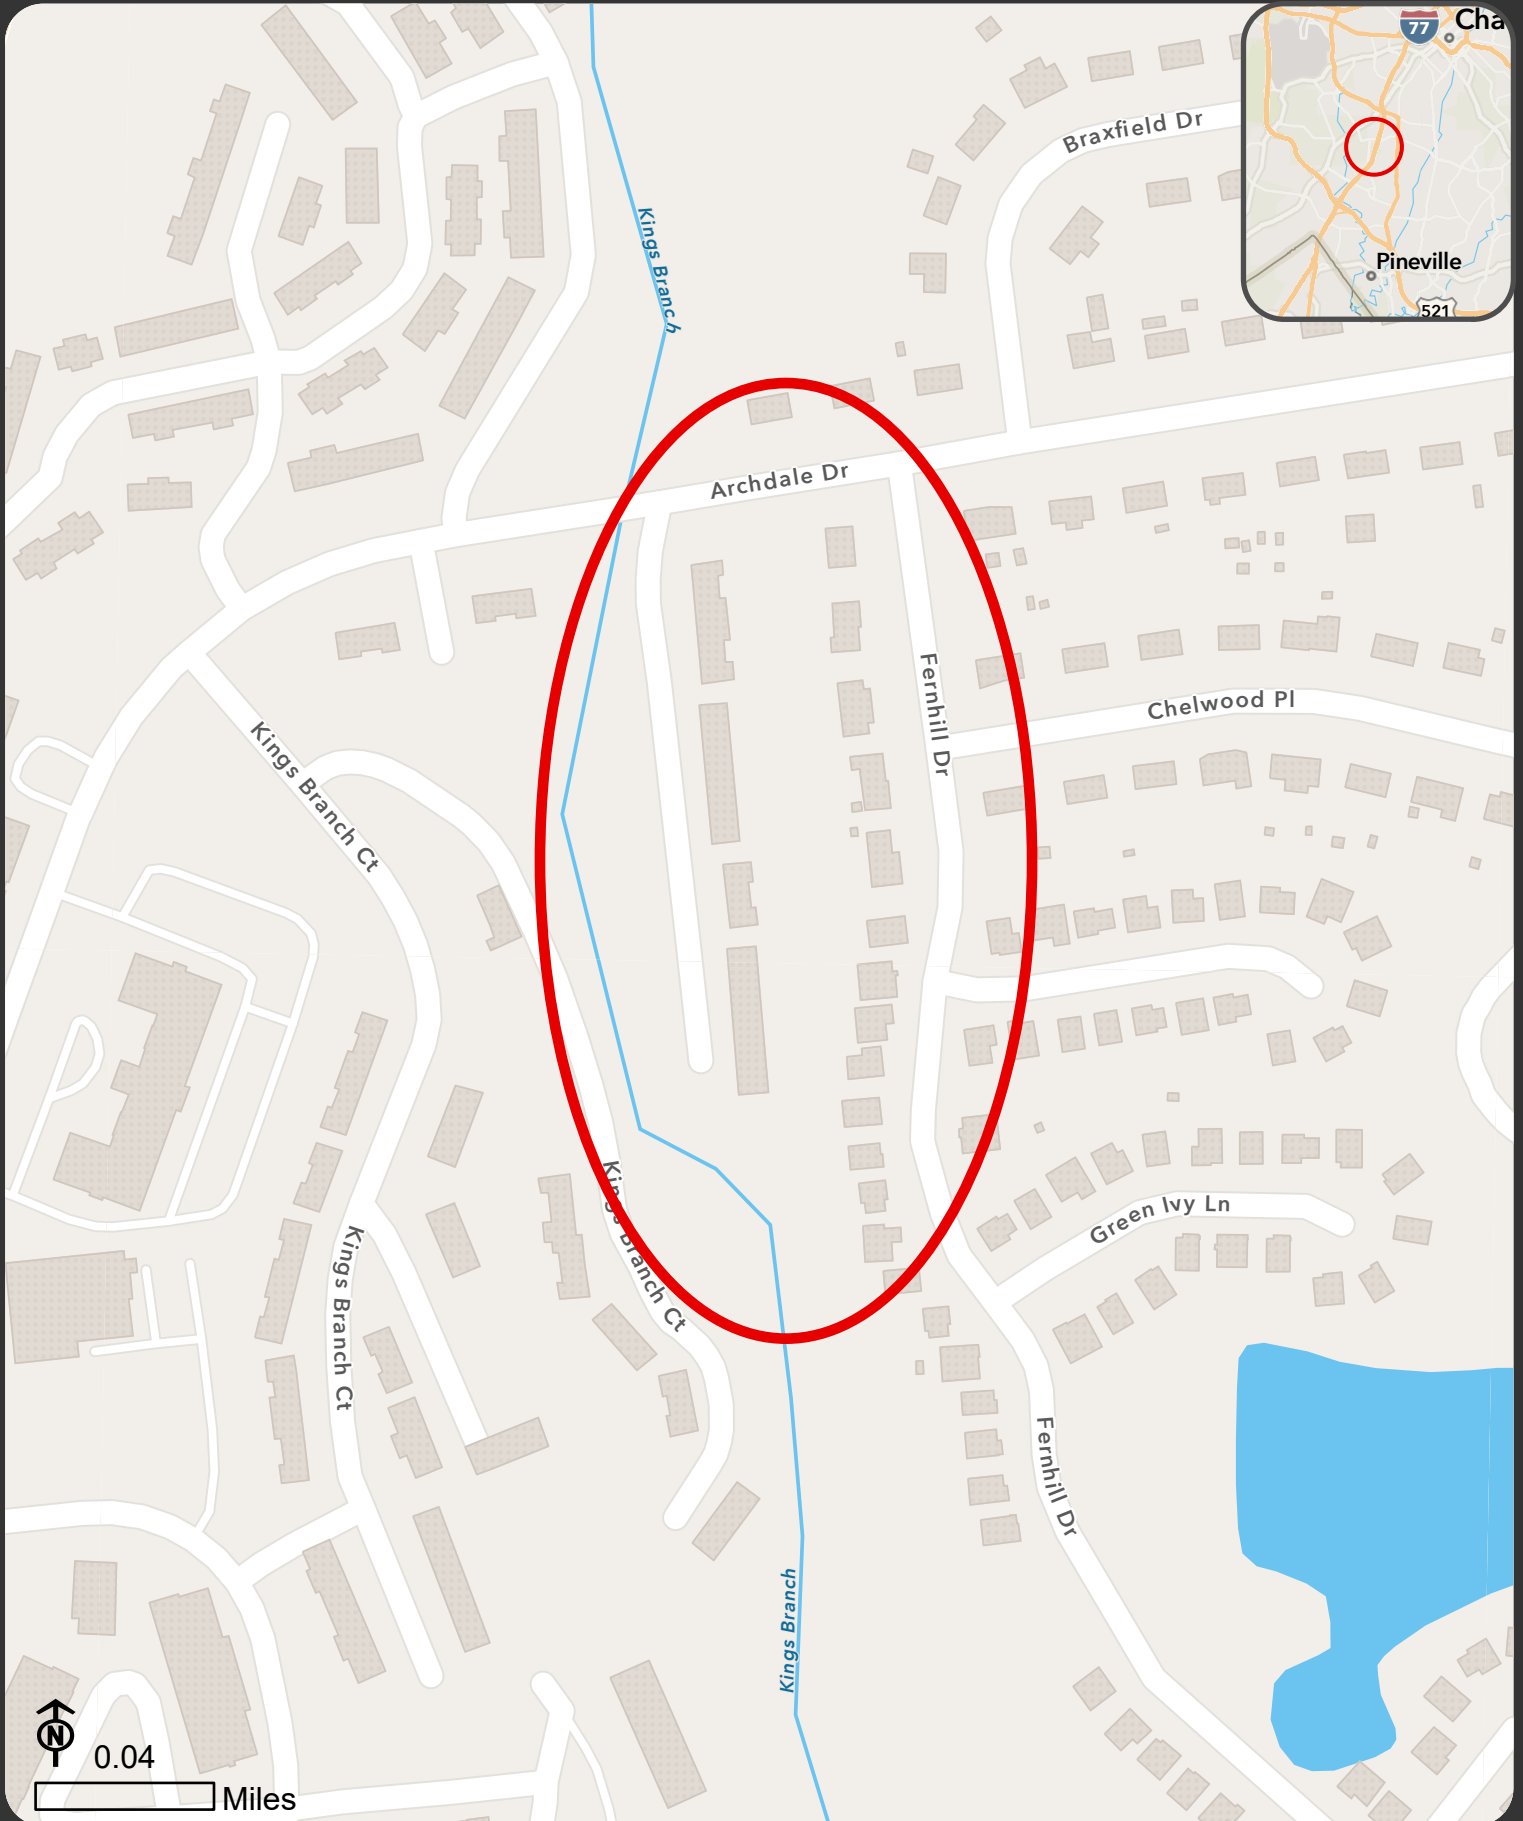 77
Cha
Pineville
521
Braxfield Dr
Kings Branch
Archdale Dr
Fernhill Dr
Chelwood Pl
Kings Branch Ct
Kings Branch Ct
Green Ivy Ln
Kings Branch Ct
Fernhill Dr
Kings Branch
N
0.04
Miles